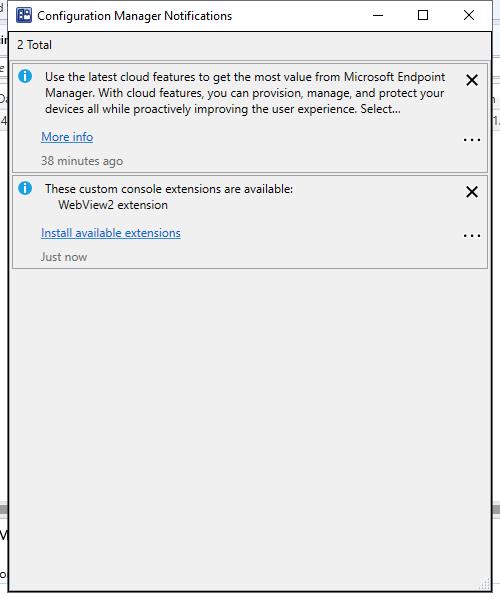 Configuration Manager Notifications
2 Total
Use the latest cloud features to get the most value from Microsoft Endpoint
Manager. With cloud features, you can provision, manage, and protect your
devices all while proactively improving the user experience. Select...
More info
38 minutes ago
These custom console extensions are available:
WebView2 extension
Install available extensions
Just now